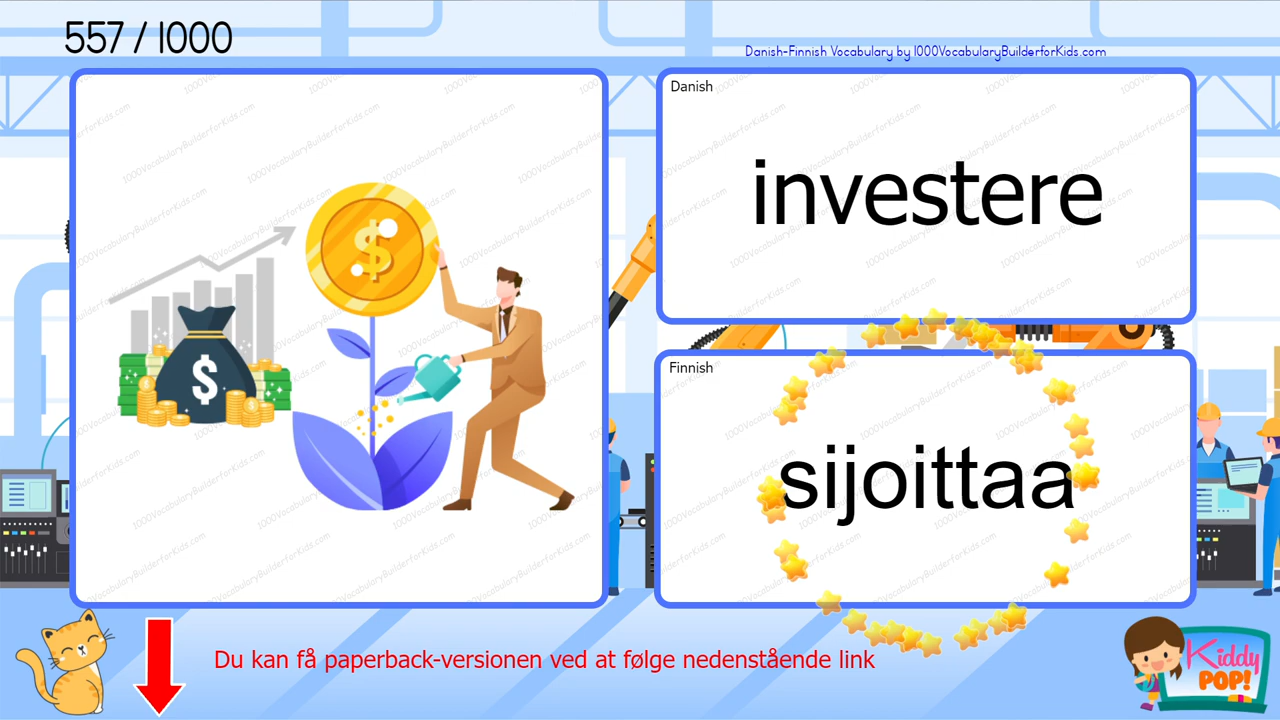 557 / 1000
Danish-Finnish Vocabulary by 1000VocabularyBuilderforKids.com
Danish
investere
Finnish
sijoittaa
Du kan få paperback-versionen ved at følge nedenstående link
Kiddy
POP!